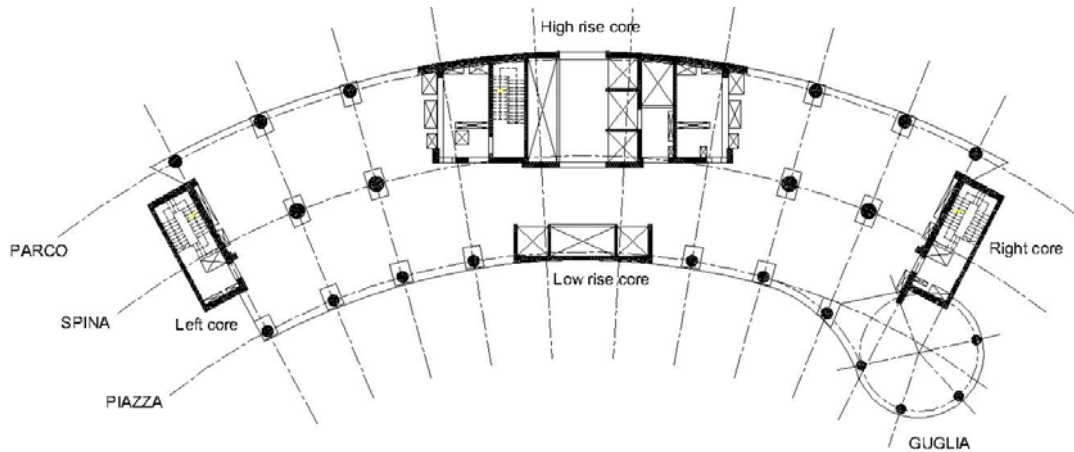 High rise core
PARCO
Right core
Low rise core
SPINA
Left core
PIAZZA
GUGLIA